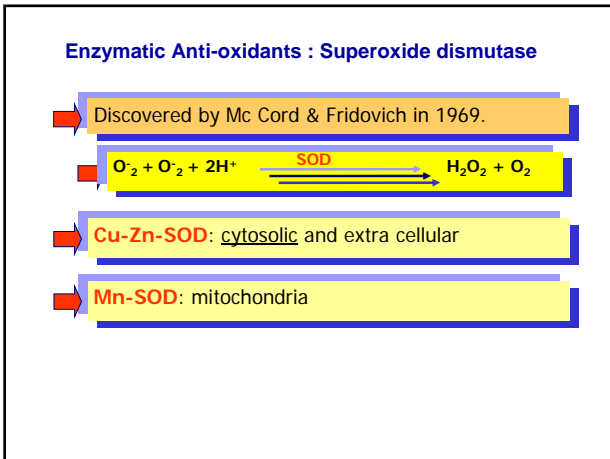 Enzymatic Anti-oxidants : Superoxide dismutase
Discovered by Mc Cord & Fridovich in 1969.
SOD
O⁻₂ + O⁻₂ + 2H⁺ H₂O₂ + O₂
Cu-Zn-SOD: cytosolic and extra cellular
Mn-SOD: mitochondria